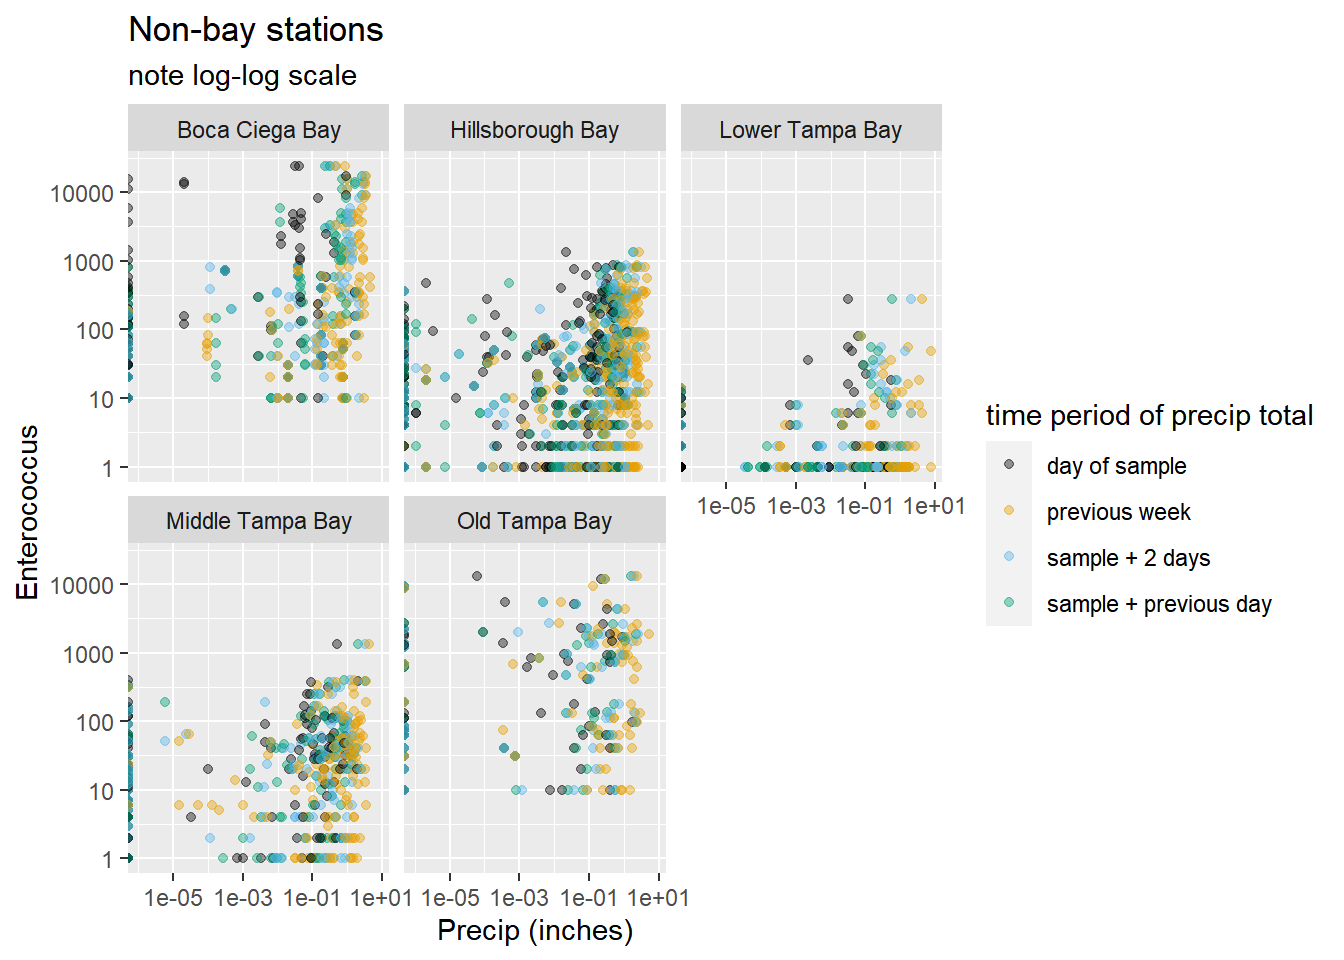 Non-bay stations
note log-log scale
Boca Ciega Bay
Hillsborough Bay
Lower Tampa Bay
10000
1000
100
10
1
1e-05 1e-03 1e-01 1e+01
Middle Tampa Bay
Old Tampa Bay
10000
1000
100
10
1
1e-05 1e-03 1e-01 1e+01
1e-05 1e-03 1e-01 1e+01
Precip (inches)
Enterococcus
time period of precip total
day of sample
previous week
sample + 2 days
sample + previous day